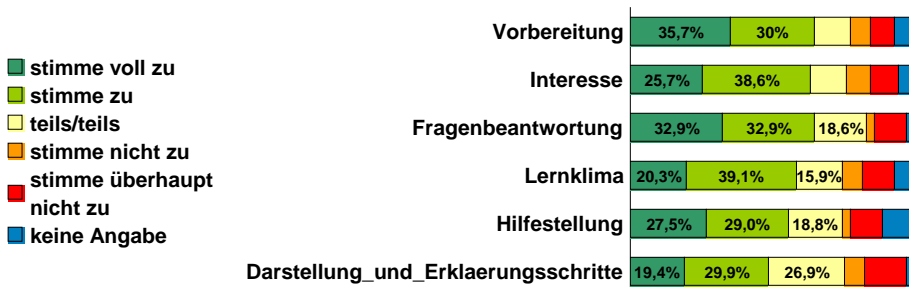 stimme voll zu
stimme zu
teils/teils
stimme nicht zu
stimme überhaupt
nicht zu
keine Angabe
Vorbereitung 35,7% 30%
Interesse 25,7% 38,6%
Fragenbeantwortung 32,9% 32,9% 18,6%
Lernklima 20,3% 39,1% 15,9%
Hilfestellung 27,5% 29,0% 18,8%
Darstellung_und_Erklaerungsschritte 19,4% 29,9% 26,9%